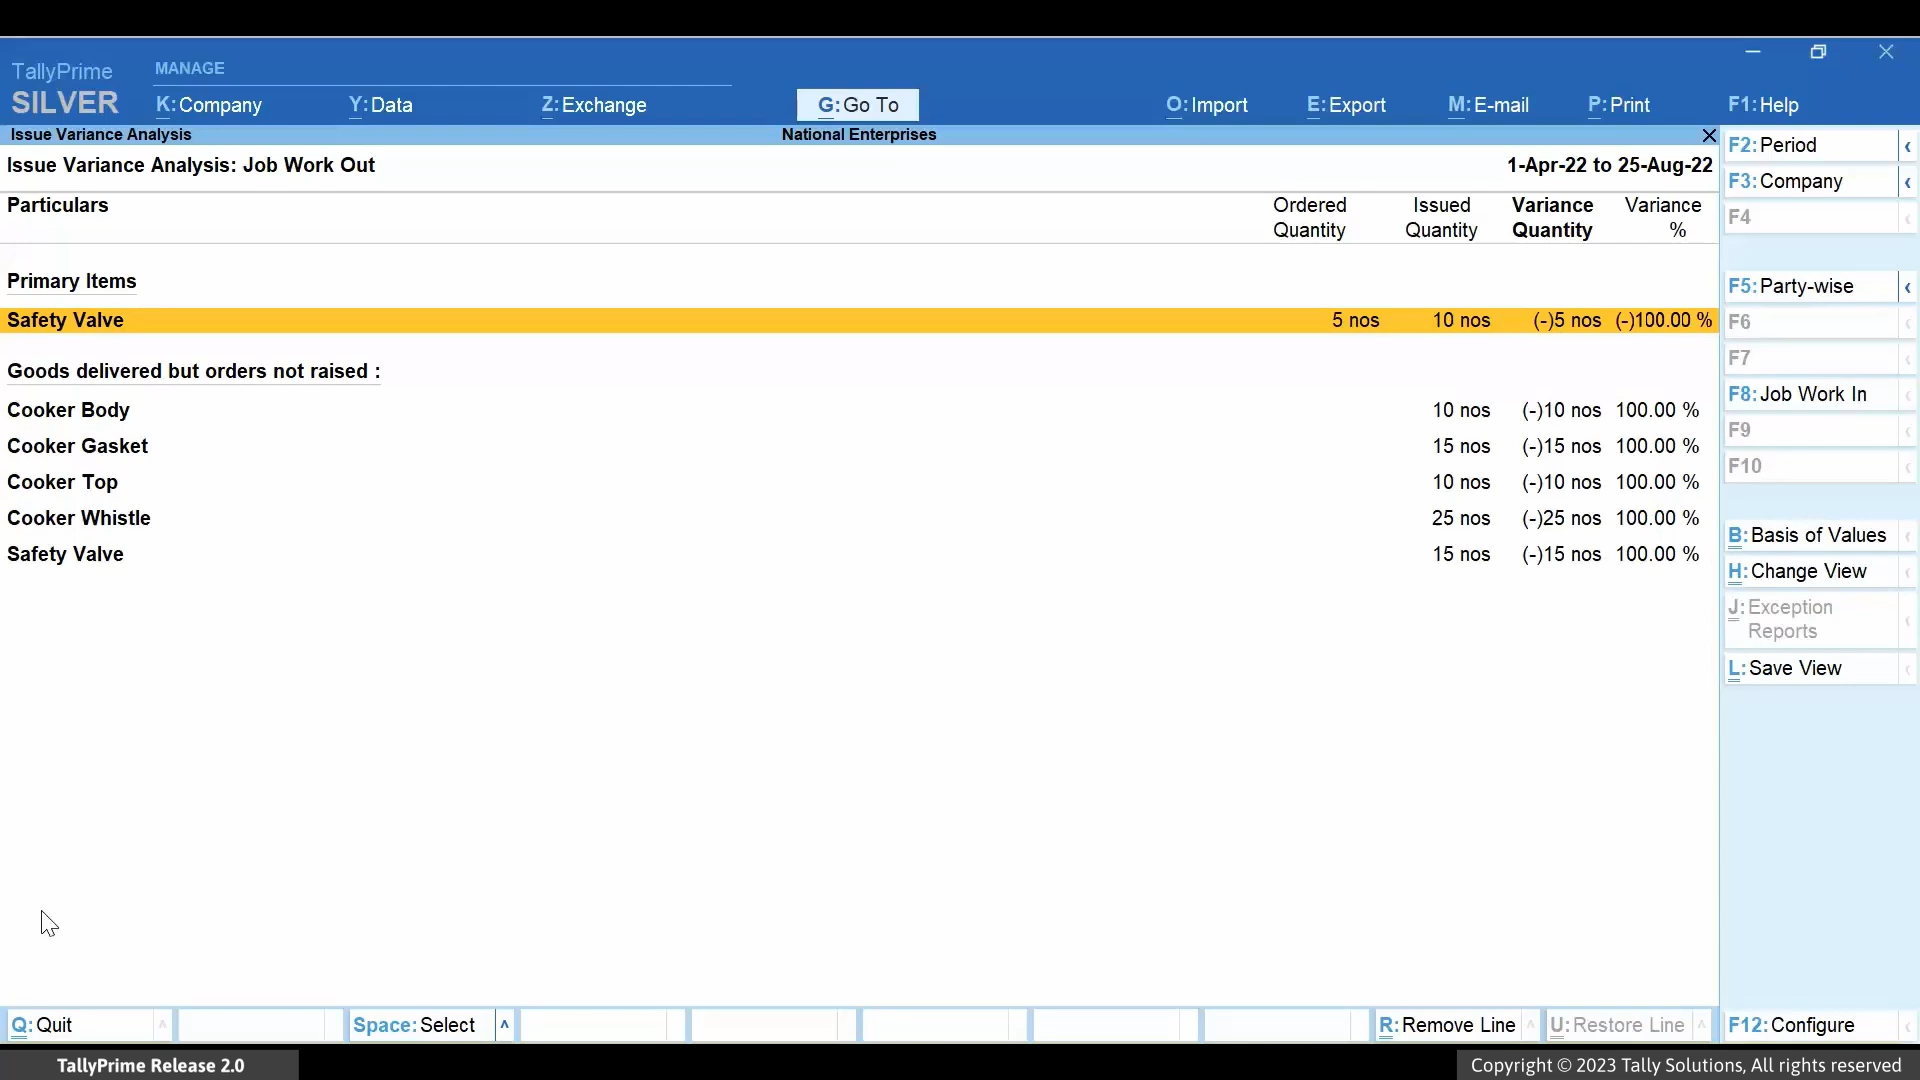 MANAGE
TallyPrime
SILVER
K: Company
Y: Data
Z: Exchange
G: Go To
O: Import
E: Export
M: E-mail
P: Print
F1: Help
Issue Variance Analysis
National Enterprises
Issue Variance Analysis: Job Work Out
1-Apr-22 to 25-Aug-22
Particulars
Ordered Issued Variance Variance
Quantity Quantity Quantity %
Primary Items
Safety Valve 5 nos 10 nos (-)5 nos (-)100.00 %
Goods delivered but orders not raised :
Cooker Body 10 nos (-)10 nos 100.00 %
Cooker Gasket 15 nos (-)15 nos 100.00 %
Cooker Top 10 nos (-)10 nos 100.00 %
Cooker Whistle 25 nos (-)25 nos 100.00 %
Safety Valve 15 nos (-)15 nos 100.00 %
F2: Period
F3: Company
F4
F5: Party-wise
F6
F7
F8: Job Work In
F9
F10
B: Basis of Values
H: Change View
J: Exception
Reports
L: Save View
Q: Quit
Space: Select
R: Remove Line
U: Restore Line
F12: Configure
TallyPrime Release 2.0
Copyright © 2023 Tally Solutions, All rights reserved